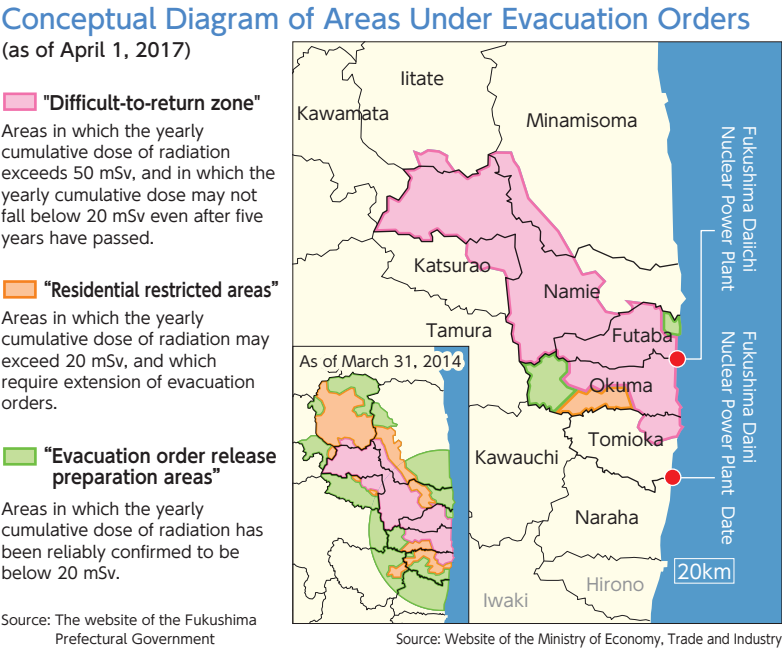 Conceptual Diagram of Areas Under Evacuation Orders
(as of April 1, 2017)
"Difficult-to-return zone"
Areas in which the yearly
cumulative dose of radiation
exceeds 50 mSv, and in which the
yearly cumulative dose may not
fall below 20 mSv even after five
years have passed.
“Residential restricted areas”
Areas in which the yearly
cumulative dose of radiation may
exceed 20 mSv, and which
require extension of evacuation
orders.
“Evacuation order release
preparation areas”
Areas in which the yearly
cumulative dose of radiation has
been reliably confirmed to be
below 20 mSv.
Source: The website of the Fukushima
Prefectural Government
Iitate
Kawamata
Minamisoma
Katsurao
Namie
Tamura
Futaba
Okuma
Tomioka
Kawauchi
Naraha
Hirono
Iwaki
Fukushima Daiichi
Nuclear Power Plant
Fukushima Daini
Nuclear Power Plant Date
20km
As of March 31, 2014
Source: Website of the Ministry of Economy, Trade and Industry